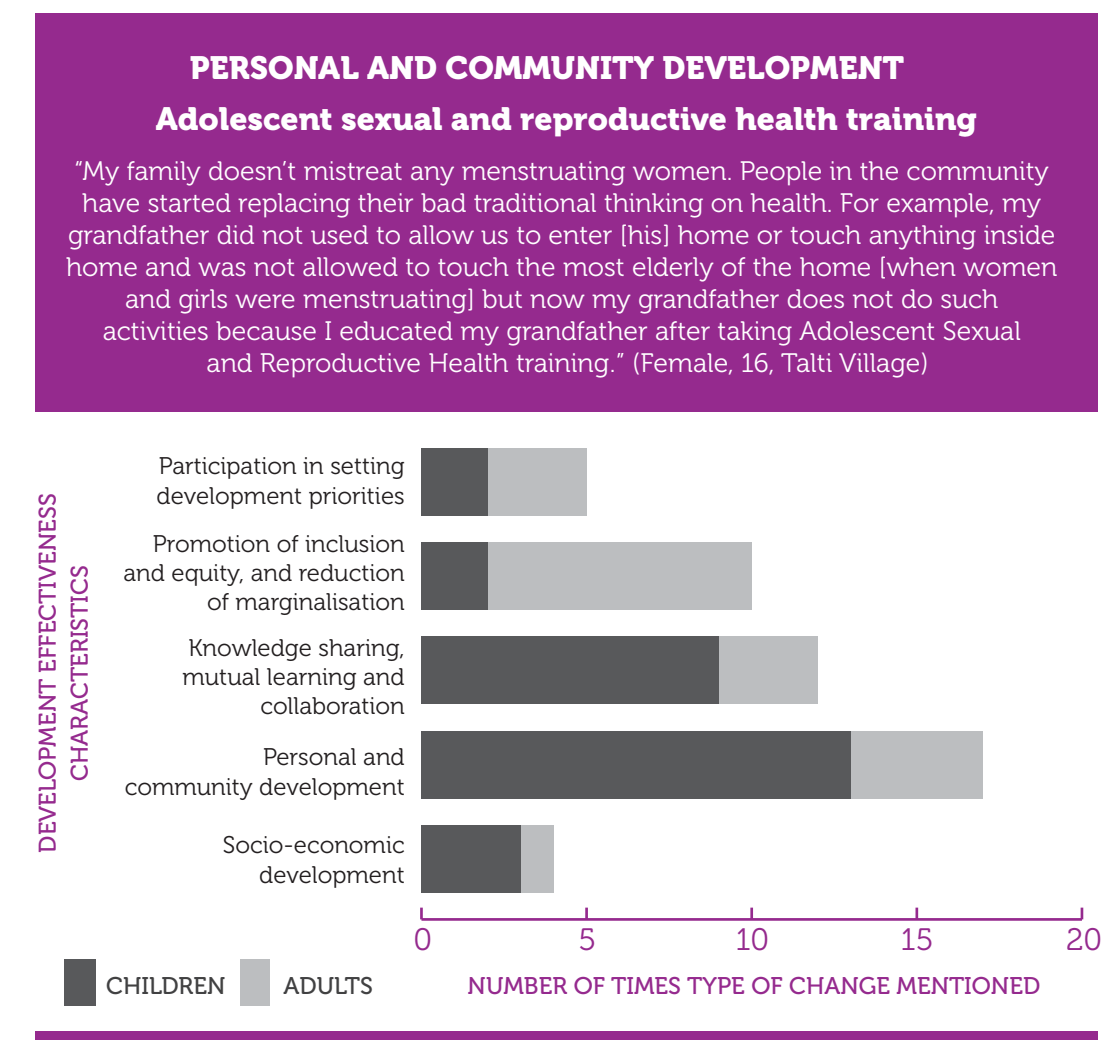 PERSONAL AND COMMUNITY DEVELOPMENT
Adolescent sexual and reproductive health training
“My family doesn’t mistreat any menstruating women. People in the community
have started replacing their bad traditional thinking on health. For example, my
grandfather did not used to allow us to enter [his] home or touch anything inside
home and was not allowed to touch the most elderly of the home [when women
and girls were menstruating] but now my grandfather does not do such
activities because I educated my grandfather after taking Adolescent Sexual
and Reproductive Health training.” (Female, 16, Talti Village)
DEVELOPMENT EFFECTIVENESS
CHARACTERISTICS
Participation in setting
development priorities
Promotion of inclusion
and equity, and reduction
of marginalisation
Knowledge sharing,
mutual learning and
collaboration
Personal and
community development
Socio-economic
development
0 5 10 15 20
CHILDREN ADULTS
NUMBER OF TIMES TYPE OF CHANGE MENTIONED